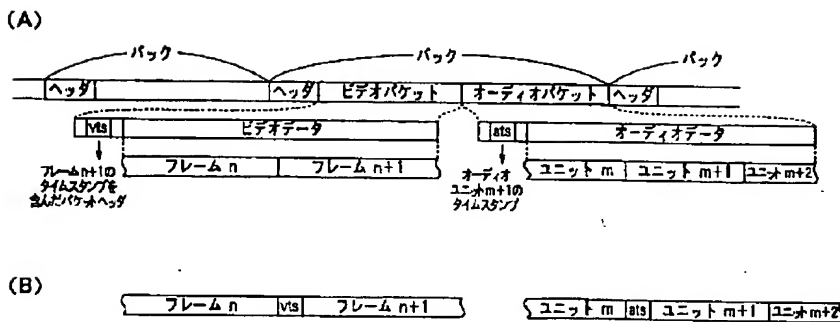 (A)
パック パック パック
ヘッダ ヘッダ ビデオパケット オーディオパケット ヘッダ
vts ビデオデータ ats オーディオデータ
フレームn+1の
タイムスタンプを
含んだパケットヘッダ
フレーム n フレーム n+1
オーディオ
ユニットm+1の
タイムスタンプ
ユニット m ユニット m+1 ユニット m+2
(B)
フレーム n vts フレーム n+1 ユニット m ats ユニット m+1 ユニット m+2